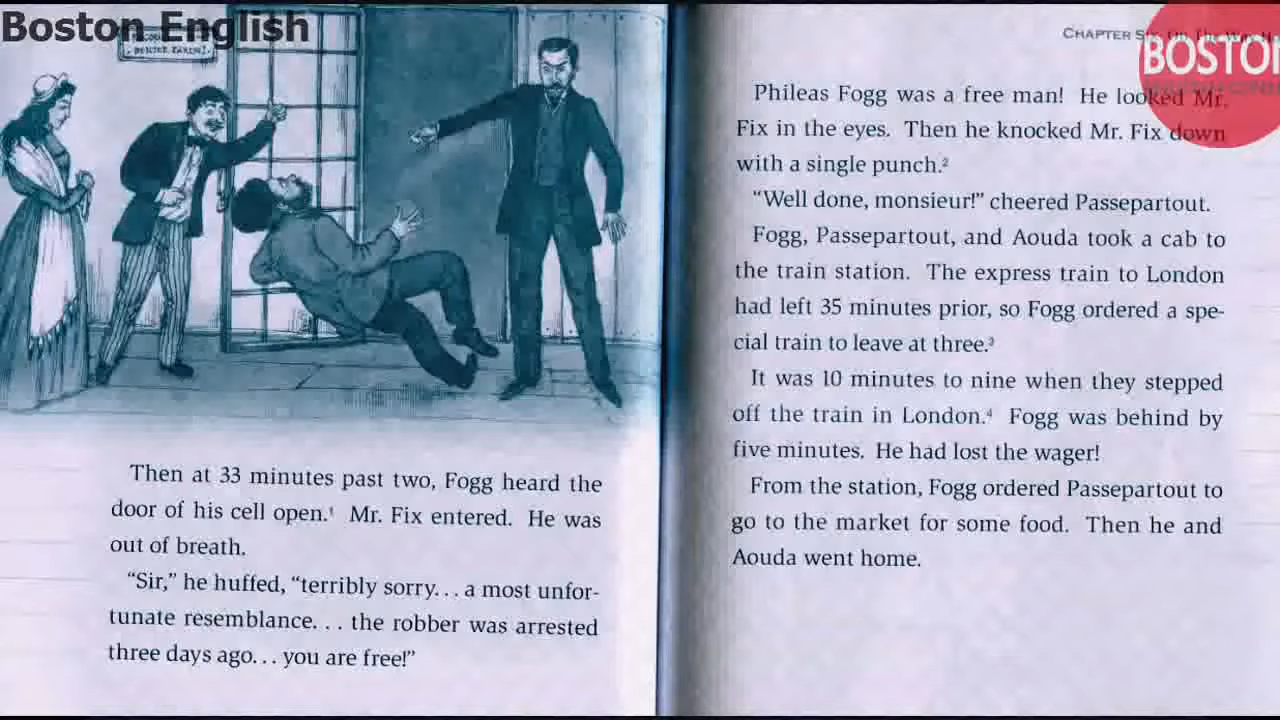 Boston English
Then at 33 minutes past two, Fogg heard the
door of his cell open.¹ Mr. Fix entered. He was
out of breath.
“Sir,” he huffed, “terribly sorry. . . a most unfor-
tunate resemblance. . . the robber was arrested
three days ago. . . you are free!”
CHAPTER
BOSTON
Phileas Fogg was a free man! He looked Mr.
Fix in the eyes. Then he knocked Mr. Fix down
with a single punch.²
“Well done, monsieur!” cheered Passepartout.
Fogg, Passepartout, and Aouda took a cab to
the train station. The express train to London
had left 35 minutes prior, so Fogg ordered a spe-
cial train to leave at three.³
It was 10 minutes to nine when they stepped
off the train in London.⁴ Fogg was behind by
five minutes. He had lost the wager!
From the station, Fogg ordered Passepartout to
go to the market for some food. Then he and
Aouda went home.